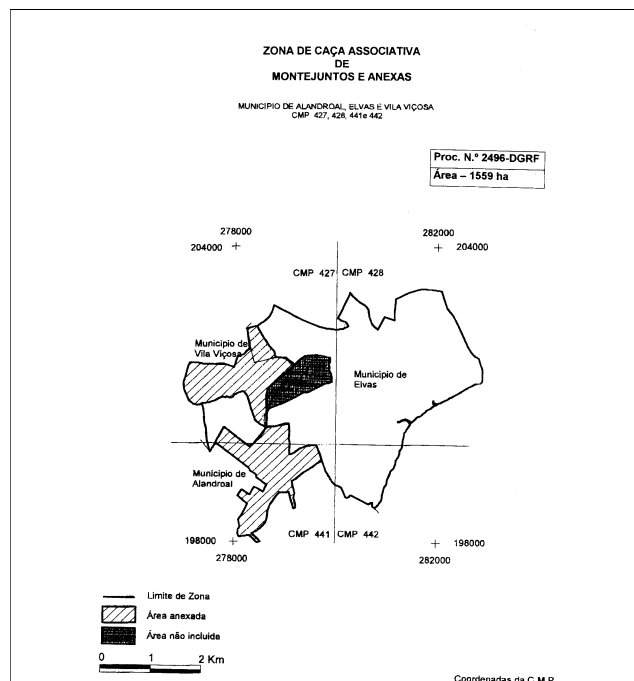 ZONA DE CAÇA ASSOCIATIVA
DE
MONTEJUNTOS E ANEXAS
MUNICIPIO DE ALANDROAL, ELVAS E VILA VIÇOSA
CMP 427, 428, 441e 442
Proc. N.º 2496-DGRF
Área – 1559 ha
278000
282000
204000
204000
CMP 427
CMP 428
Municipio de
Vila Viçosa
Municipio de
Elvas
Municipio de
Alandroal
198000
CMP 441
CMP 442
198000
278000
282000
Limite de Zona
Área anexada
Área não incluida
0 1 2 Km
Coordenadas da C.M.P.